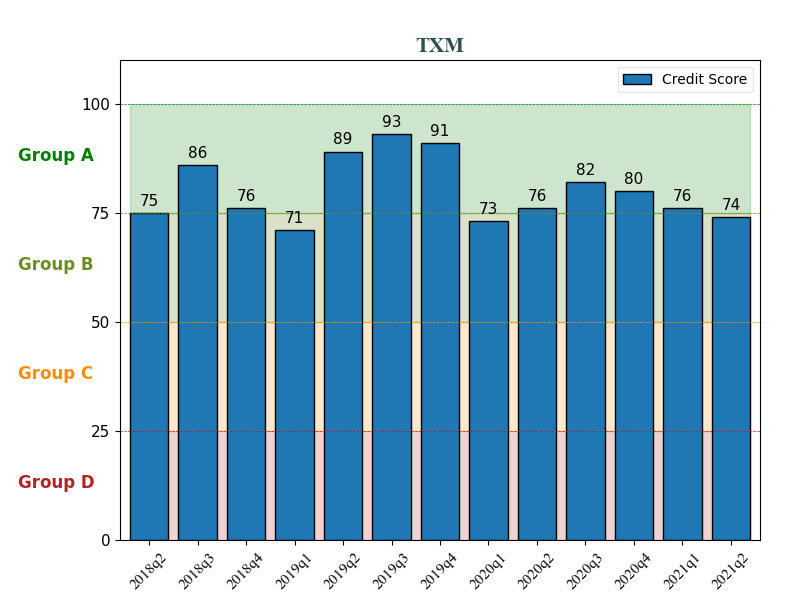 TXM
Credit Score
100
75
50
25
0
Group A
Group B
Group C
Group D
75
86
76
71
89
93
91
73
76
82
80
76
74
2018q2
2018q3
2018q4
2019q1
2019q2
2019q3
2019q4
2020q1
2020q2
2020q3
2020q4
2021q1
2021q2